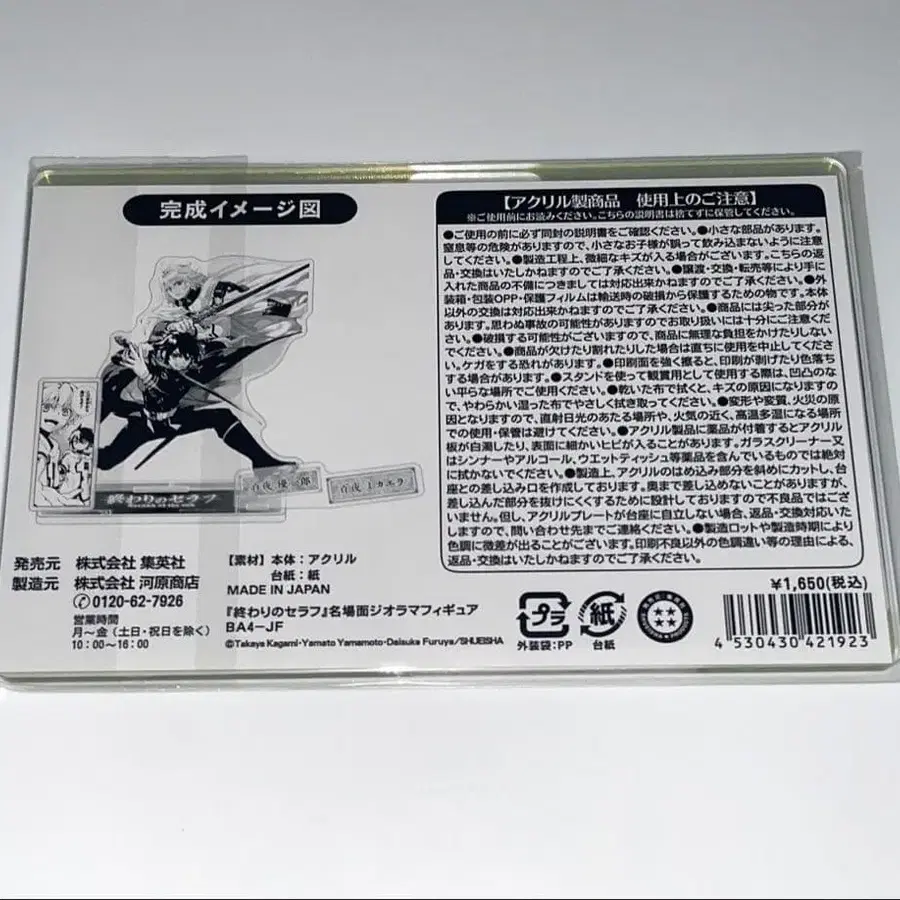 完成イメージ図
終わりのセラフ
百夜 優一郎
百夜 ミカエラ
発売元 株式会社 集英社
製造元 株式会社 河原商店
0120-62-7926
営業時間
月～金（土日・祝日を除く）
10：00～16：00
【素材】本体：アクリル
台紙：紙
MADE IN JAPAN
『終わりのセラフ』名場面ジオラマフィギュア
BA4-JF
©Takaya Kagami・Yamato Yamamoto・Daisuke Furuya/SHUEISHA
【アクリル製商品 使用上のご注意】
※ご使用前にお読みください。こちらの説明書は捨てずに保管してください。
●ご使用の前に必ず同封の説明書をご確認ください。●小さな部品があります。
窒息等の危険がありますので、小さなお子様が誤って飲み込まないように注意
してください。●製造工程上、微細なキズが入る場合がございます。こちらの返
品・交換はいたしかねますのでご了承ください。●譲渡・交換・転売等により手に
入れた商品の不備につきましては対応出来かねますのでご了承ください。●外
装箱・包装OPP・保護フィルムは輸送時の破損から保護するための物です。本体
以外の交換は対応出来かねますのでご了承ください。●商品には尖った部分が
あります。思わぬ事故の可能性がありますのでお取り扱いには十分にご注意くださ
い。●破損する可能性がございますので、商品に無理な負担をかけたりしない
でください。●商品が欠けたり割れたりした場合は直ちに使用を中止してください。
ケガをする恐れがあります。●印刷面を強く擦ると、印刷が剥げたり色落ち
する場合があります。●スタンドを使って観賞用として使用する際は、凹凸のな
い平らな場所でご使用ください。●乾いた布で拭くと、キズの原因になりますの
で、やわらかい湿った布でやさしく拭き取ってください。●変形や変質、火災の原
因となりますので、直射日光のあたる場所や、火気の近く、高温多湿になる場所
での使用・保管は避けてください。●アクリル製品に薬品が付着するとアクリル
板が白濁したり、表面に細かいヒビが入ることがあります。ガラスクリーナー又
はシンナーやアルコール、ウエットティッシュ等薬品を含んでいるものでは絶対
に拭かないでください。●製造上、アクリルのはめ込み部分を斜めにカットし、台
座との差し込み口を作成しております。奥まで差し込めないことがありますが、
差し込んだ部分を抜けにくくするために設計しておりますので不良品ではござ
いません。但し、アクリルプレートが台座に自立しない場合、返品・交換対応いた
しますので、問い合わせ先までご連絡ください。●製造ロットや製造時期により
色調に微差が出ることがございます。印刷不良以外の色調違い等の理由による、
返品・交換はいたしかねますのでご了承ください。
¥1,650(税込)
プラ
外装袋：PP
紙
台紙
4 530430 421923